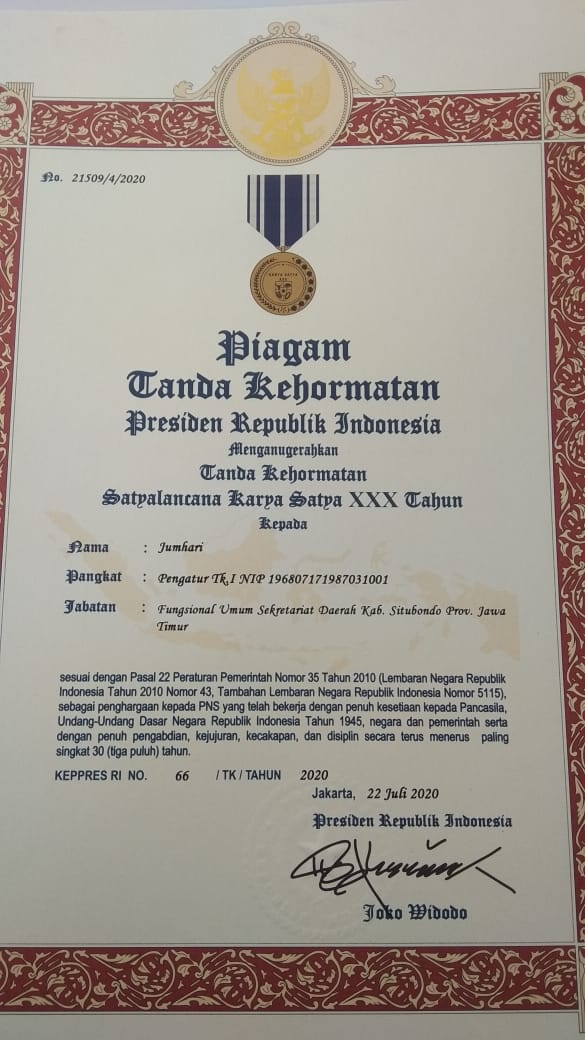 No. 21509/4/2020
Piagam
Tanda Kehormatan
Presiden Republik Indonesia
Menganugerahkan
Tanda Kehormatan
Satyalancana Karya Satya XXX Tahun
Kepada
Nama : Jumhari
Pangkat : Pengatur Tk,I NIP 196807171987031001
Jabatan : Fungsional Umum Sekretariat Daerah Kab. Situbondo Prov. Jawa
Timur
sesuai dengan Pasal 22 Peraturan Pemerintah Nomor 35 Tahun 2010 (Lembaran Negara Republik
Indonesia Tahun 2010 Nomor 43, Tambahan Lembaran Negara Republik Indonesia Nomor 5115),
sebagai penghargaan kepada PNS yang telah bekerja dengan penuh kesetiaan kepada Pancasila,
Undang-Undang Dasar Negara Republik Indonesia Tahun 1945, negara dan pemerintah serta
dengan penuh pengabdian, kejujuran, kecakapan, dan disiplin secara terus menerus paling
singkat 30 (tiga puluh) tahun.
KEPPRES RI NO. 66 / TK / TAHUN 2020
Jakarta, 22 Juli 2020
Presiden Republik Indonesia
Joko Widodo